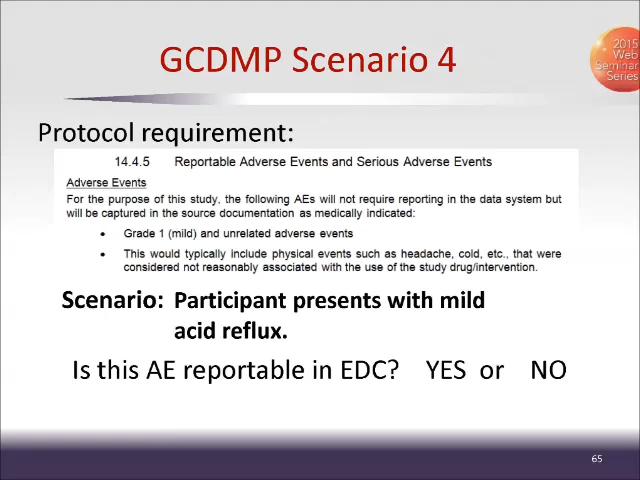 GCDMP Scenario 4
2015
Web
Seminar
Series
Protocol requirement:
14.4.5 Reportable Adverse Events and Serious Adverse Events
Adverse Events
For the purpose of this study, the following AEs will not require reporting in the data system but
will be captured in the source documentation as medically indicated:
• Grade 1 (mild) and unrelated adverse events
• This would typically include physical events such as headache, cold, etc., that were
considered not reasonably associated with the use of the study drug/intervention.
Scenario: Participant presents with mild
acid reflux.
Is this AE reportable in EDC? YES or NO
65